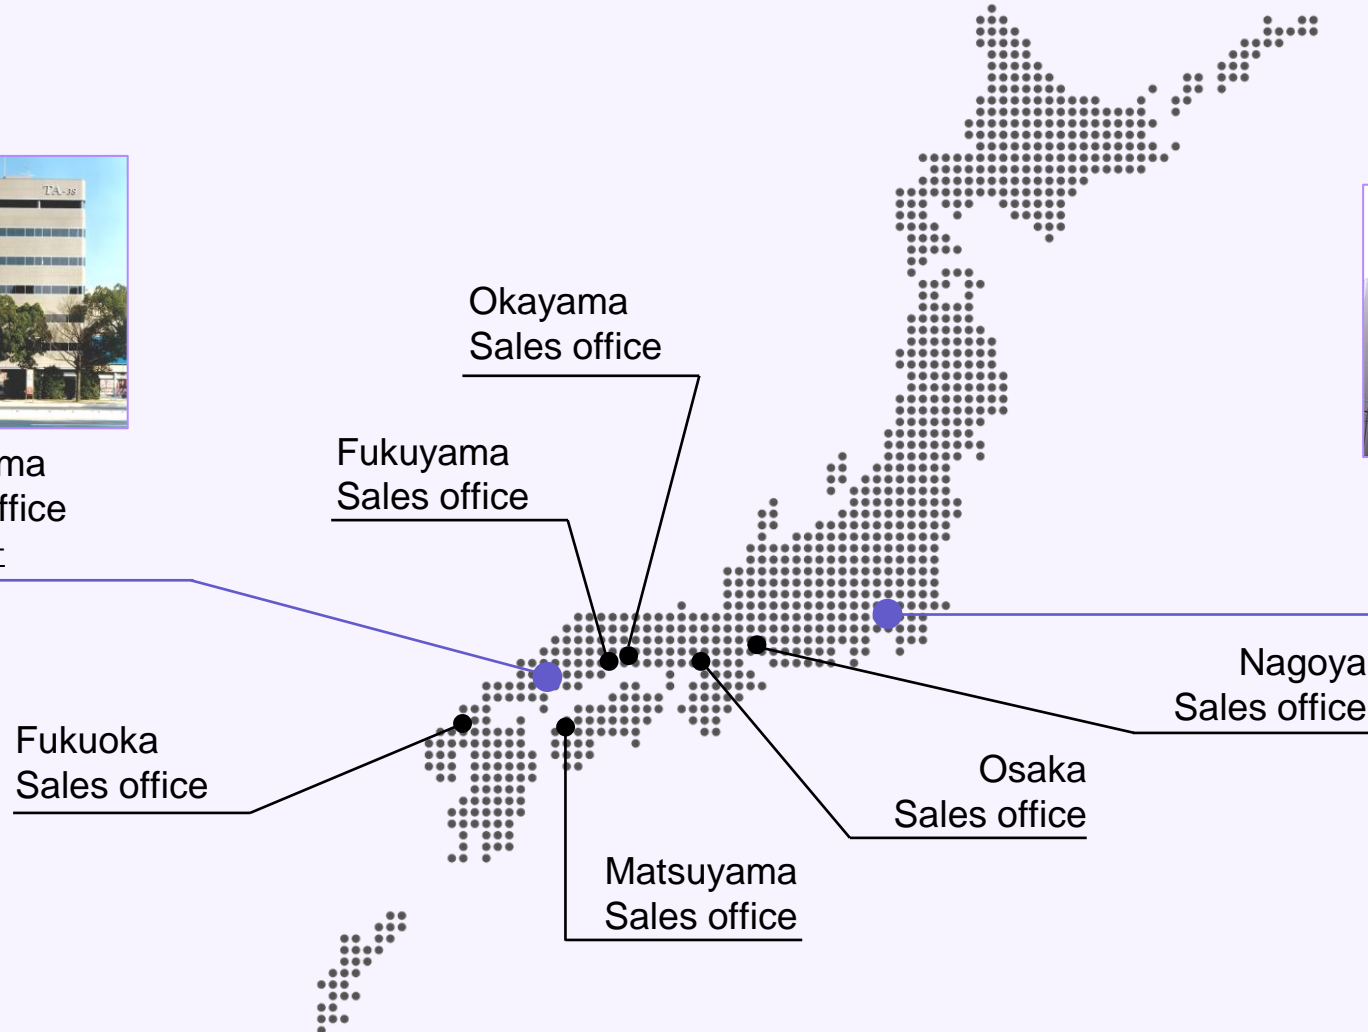 TA-
Okayama
Sales office
Fukuyama
Sales office
ma
ffice
Nagoya
Sales office
Fukuoka
Sales office
Osaka
Sales office
Matsuyama
Sales office